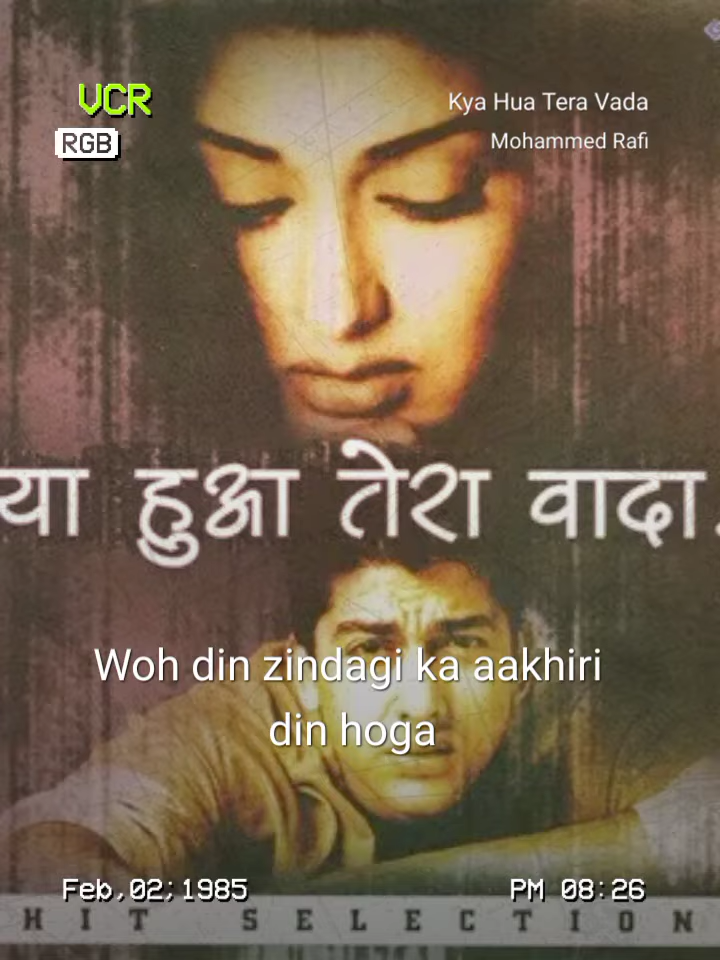 VCR
RGB
Kya Hua Tera Vada
Mohammed Rafi
या हुआ तेरा वादा.
Woh din zindagi ka aakhiri
din hoga
Feb,02;1985
PM 08:26
HIT SELECTION